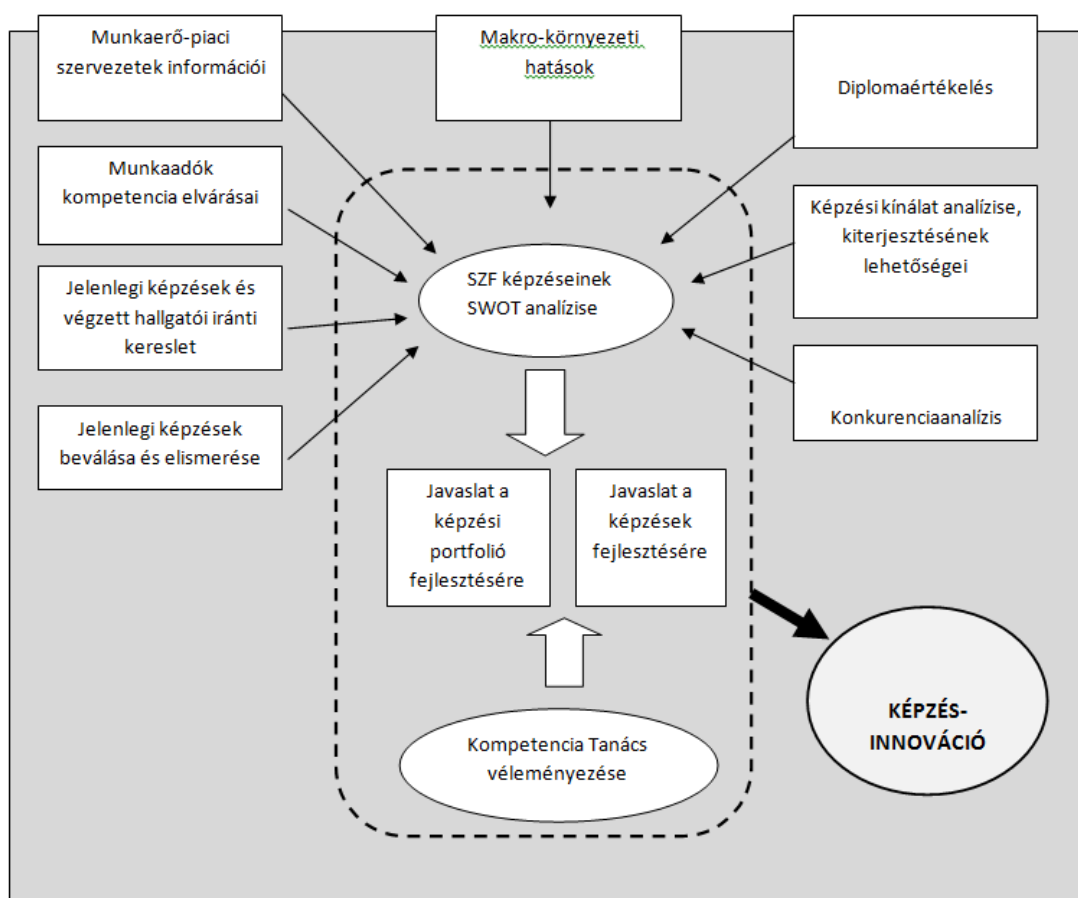 Munkaerő-piaci
szervezetek információi
Makro-környezeti
hatások
Diplomaértékelés
Munkaadók
kompetencia elvárásai
Képzési kínálat analízise,
kiterjesztésének
lehetőségei
SZF képzéseinek
SWOT analízise
Jelenlegi képzések és
végzett hallgatói iránti
kereslet
Konkurenciaanalízis
Jelenlegi képzések
beválása és elismerése
Javaslat a
képzési
portfolió
fejlesztésére
Javaslat a
képzések
fejlesztésére
KÉPZÉS-
INNOVÁCIÓ
Kompetencia Tanács
véleményezése